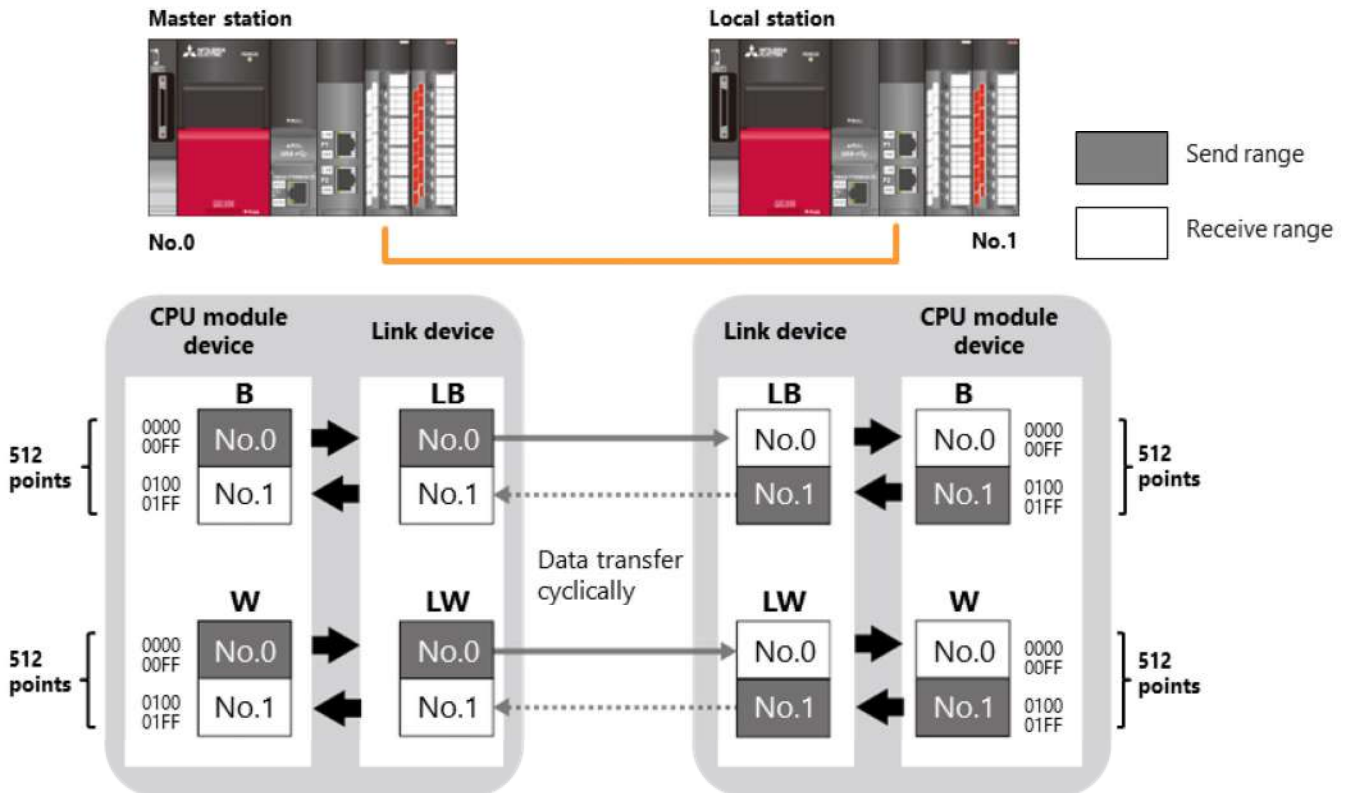 Master station
Local station
MITSUBISHI
ELECTRIC
MITSUBISHI
ELECTRIC
Send range
Receive range
No.0
No.1
CPU module
device
Link device
Link device
CPU module
device
B
LB
LB
B
512
points
0000
00FF
No.0
No.0
No.0
No.0
0000
00FF
512
points
0100
01FF
No.1
No.1
No.1
No.1
0100
01FF
Data transfer
cyclically
W
LW
LW
W
512
points
0000
00FF
No.0
No.0
No.0
No.0
0000
00FF
512
points
0100
01FF
No.1
No.1
No.1
No.1
0100
01FF